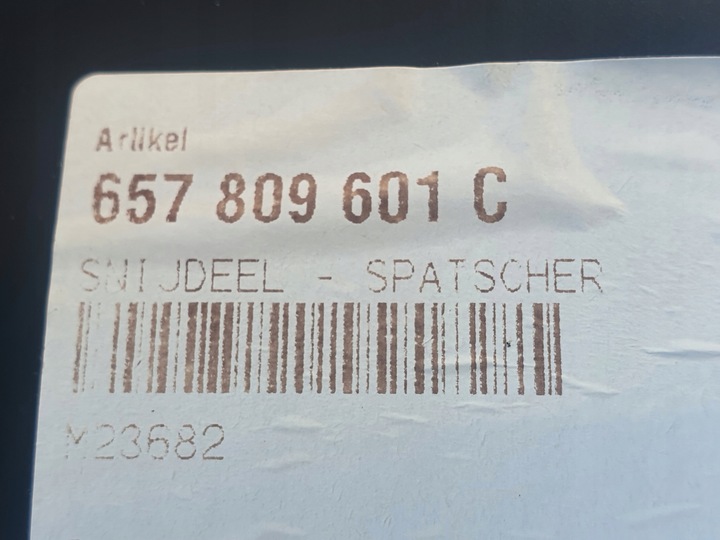 Artikel
657 809 601 C
SNIJDEEL - SPATSCHER
M23682